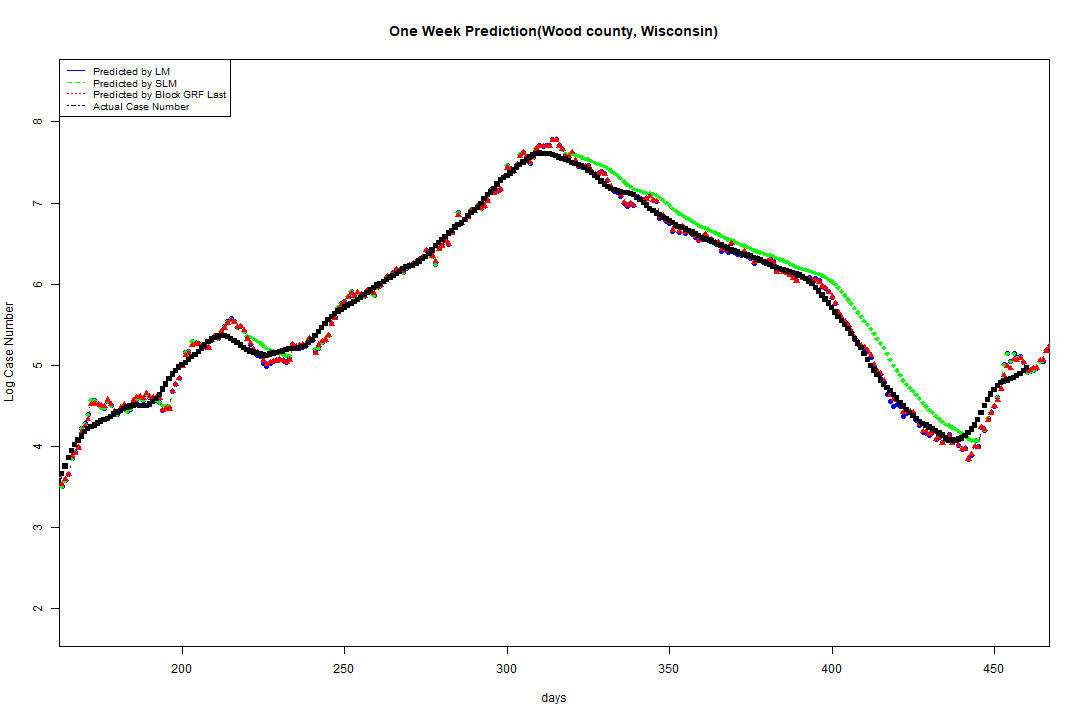 One Week Prediction(Wood county, Wisconsin)
Predicted by LM
Predicted by SLM
Predicted by Block GRF Last
Actual Case Number
8
7
6
5
4
3
2
Log Case Number
200 250 300 350 400 450
days